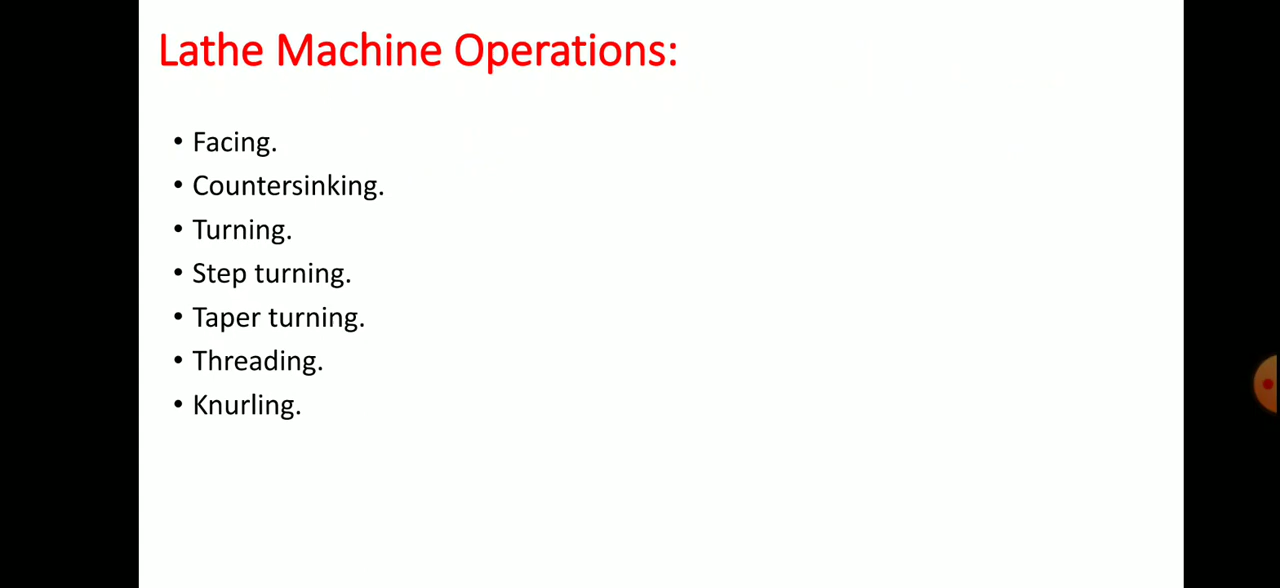 Lathe Machine Operations:
• Facing.
• Countersinking.
• Turning.
• Step turning.
• Taper turning.
• Threading.
• Knurling.